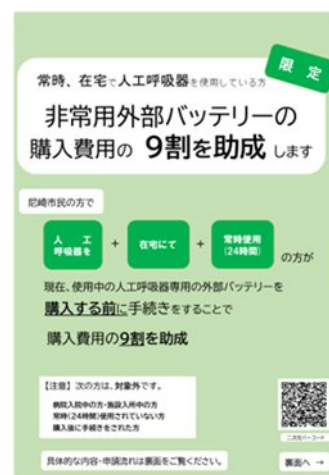 限定
常時、在宅で人工呼吸器を使用している方
非常用外部バッテリーの
購入費用の 9割を助成 します
尼崎市民の方で
人 工
呼吸器を
+
在宅にて
+
常時使用
(24時間)
の方が
現在、使用中の人工呼吸器専用の外部バッテリーを
購入する前に手続きをすることで
購入費用の9割を助成
【注意】次の方は、対象外です。
病院入院中の方・施設入所中の方
常時(24時間)使用されていない方
購入後に手続きをされた方
二次元バーコード
具体的な内容・申請流れは裏面をご覧ください。
裏面へ →